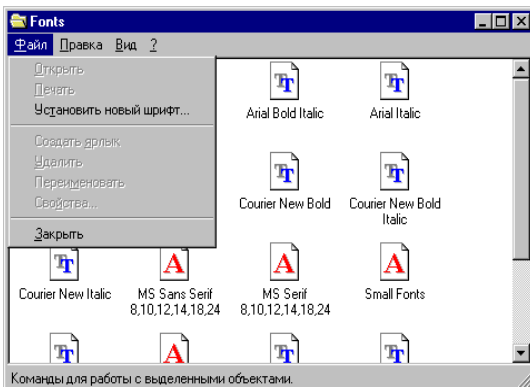 Fonts
Файл Правка Вид ?
Открыть
Печать
Установить новый шрифт...
Создать ярлык
Удалить
Переименовать
Свойства...
Закрыть
Arial Bold Italic Arial Italic
Courier New Bold Courier New Bold
Italic
Courier New Italic MS Sans Serif MS Serif Small Fonts
8,10,12,14,18,24 8,10,12,14,18,24
Команды для работы с выделенными объектами.